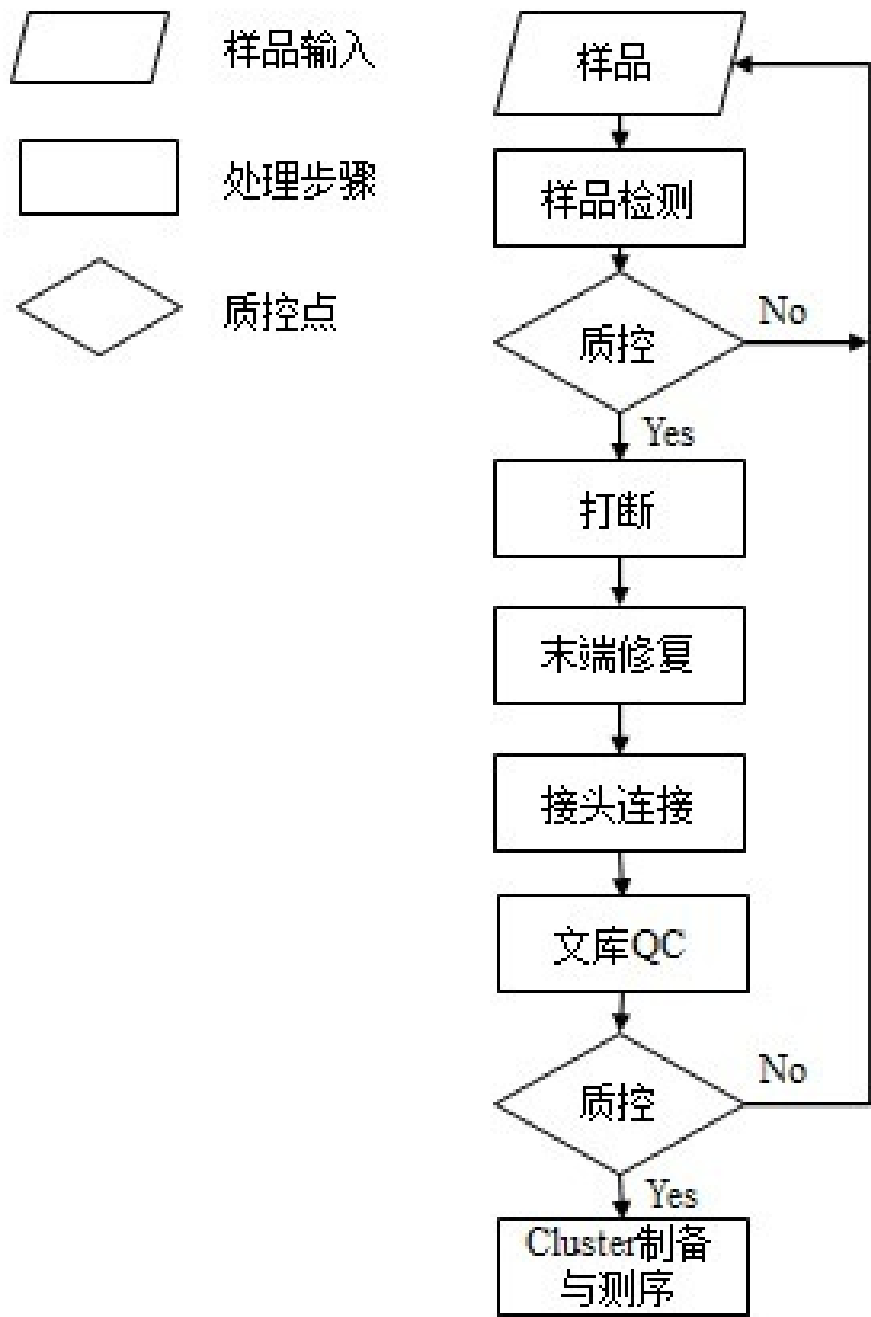 样品输入
处理步骤
质控点
样品
样品检测
质控
No
Yes
打断
末端修复
接头连接
文库QC
质控
No
Yes
Cluster制备
与测序